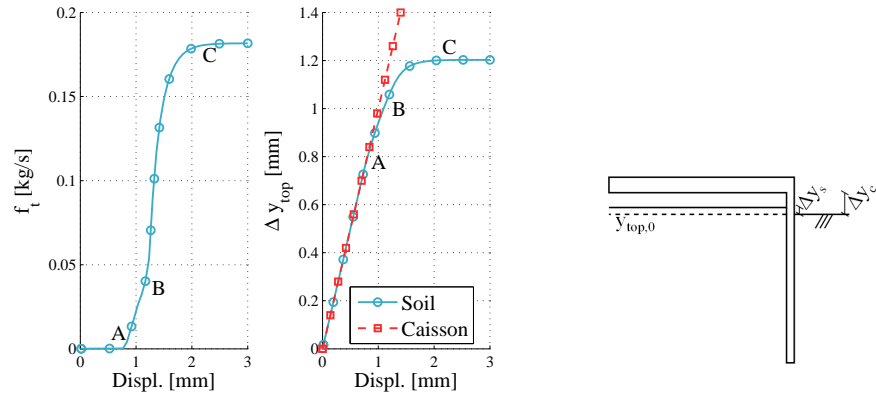 f_t [kg/s]
0.2
0.15
0.1
0.05
0
A
B
C
0 1 2 3
Displ. [mm]
Δ y_top [mm]
1.4
1.2
1.0
0.8
0.6
0.4
0.2
0
A
B
C
Soil
Caisson
0 1 2 3
Displ. [mm]
y_top,0
Δy_s
Δy_c